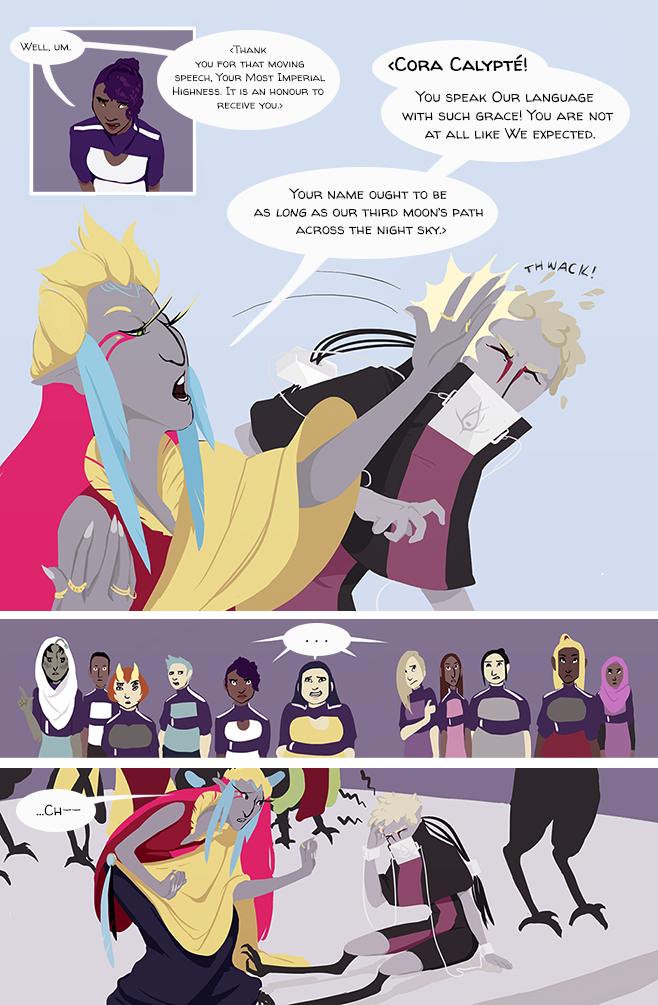 Well, um.
‹Thank
you for that moving
speech, Your Most Imperial
Highness. It is an honour to
receive you.›
‹Cora Calypté!
You speak Our language
with such grace! You are not
at all like We expected.
Your name ought to be
as long as our third moon's path
across the night sky.›
THWACK!
...
...Ch——